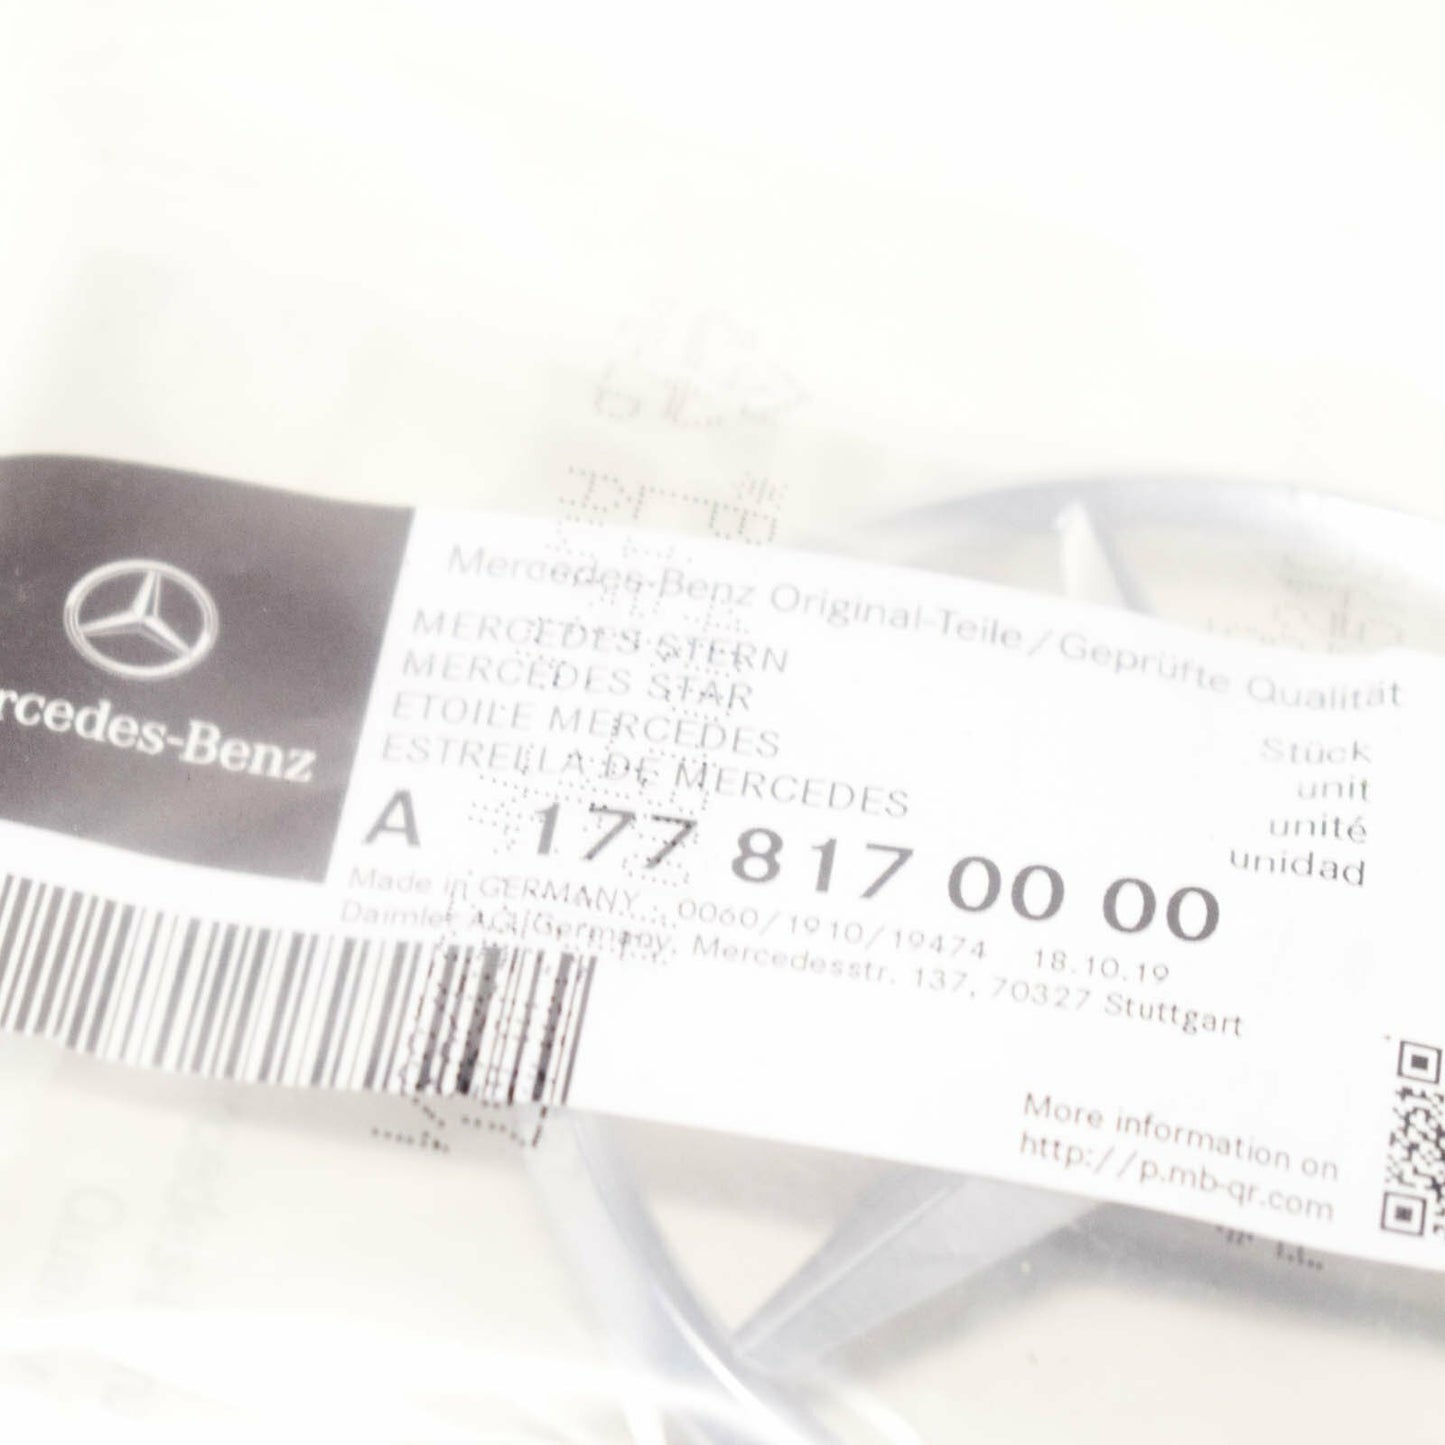 rcedes-Benz
Mercedes-Benz Original-Teile / Geprüfte Qualität
MERCEDES STERN
MERCEDES STAR
ETOILE MERCEDES
ESTRELLA DE MERCEDES
Stück
unit
unité
unidad
A 177 817 00 00
Made in GERMANY 0060/1910/19474 18.10.19
Daimler AG/Germany, Mercedesstr. 137, 70327 Stuttgart
More information on
http://p.mb-qr.com